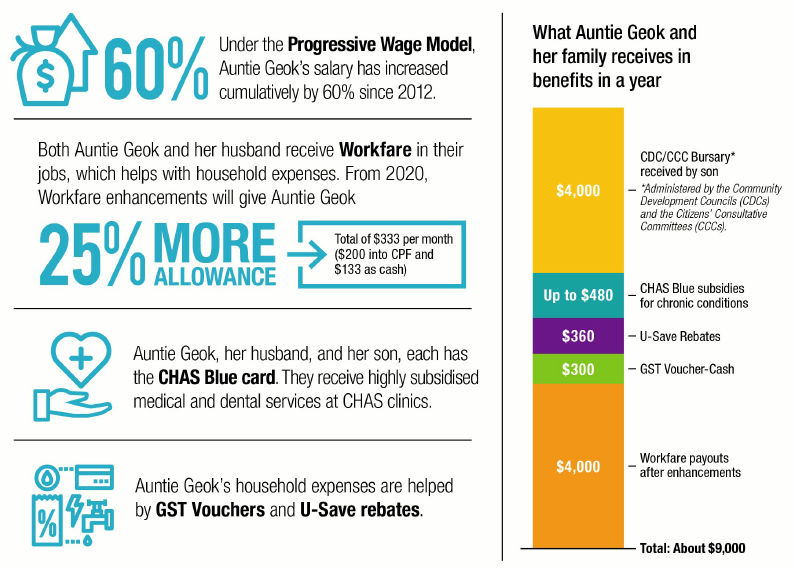 $
60%
Under the Progressive Wage Model,
Auntie Geok’s salary has increased
cumulatively by 60% since 2012.
Both Auntie Geok and her husband receive Workfare in their
jobs, which helps with household expenses. From 2020,
Workfare enhancements will give Auntie Geok
25% MORE
ALLOWANCE
Total of $333 per month
($200 into CPF and
$133 as cash)
Auntie Geok, her husband, and her son, each has
the CHAS Blue card. They receive highly subsidised
medical and dental services at CHAS clinics.
%
Auntie Geok’s household expenses are helped
by GST Vouchers and U-Save rebates.
What Auntie Geok and
her family receives in
benefits in a year
$4,000
CDC/CCC Bursary*
received by son
*Administered by the Community
Development Councils (CDCs)
and the Citizens’ Consultative
Committees (CCCs).
Up to $480
CHAS Blue subsidies
for chronic conditions
$360
U-Save Rebates
$300
GST Voucher-Cash
$4,000
Workfare payouts
after enhancements
Total: About $9,000